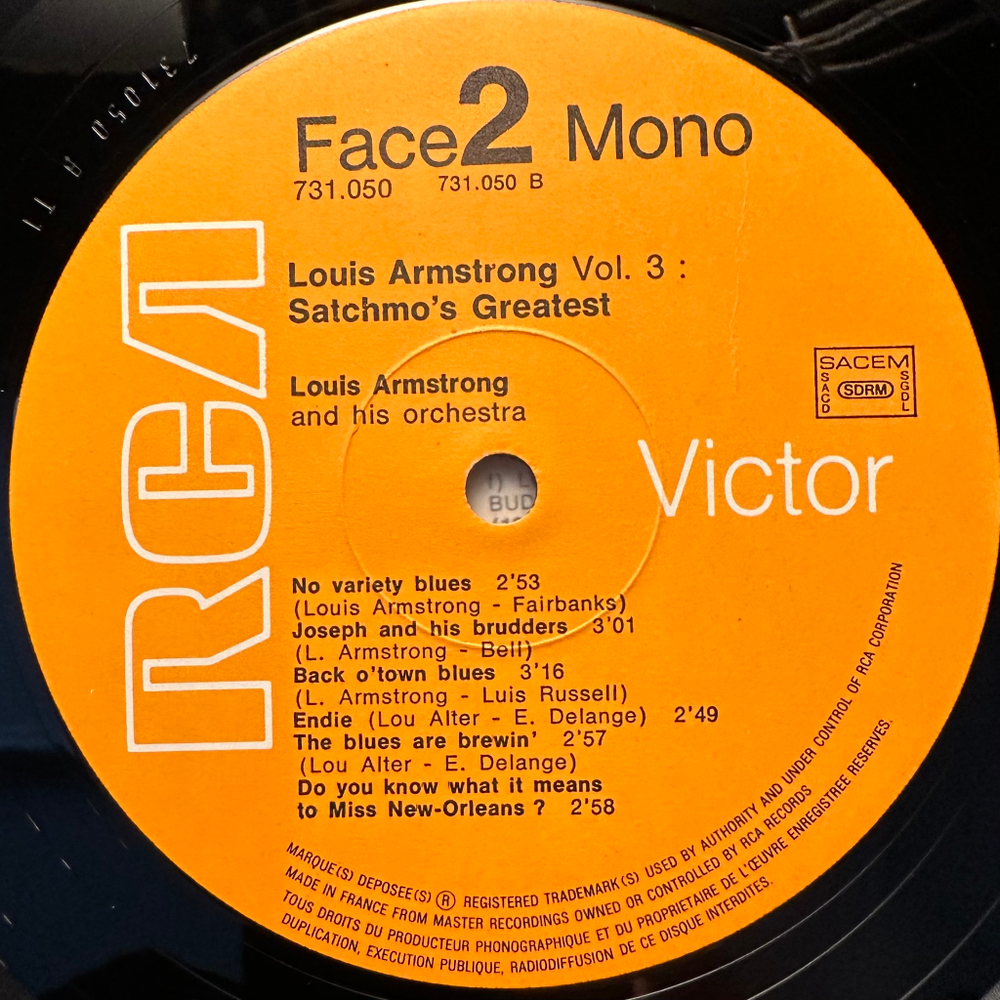 Face 2 Mono
731.050 731.050 B
RCA
Louis Armstrong Vol. 3 :
Satchmo's Greatest
Louis Armstrong
and his orchestra
SACEM
SACD
SDRM
SGDL
Victor
BUD
No variety blues 2'53
(Louis Armstrong - Fairbanks)
Joseph and his brudders 3'01
(L. Armstrong - Bell)
Back o'town blues 3'16
(L. Armstrong - Luis Russell)
Endie (Lou Alter - E. Delange) 2'49
The blues are brewin' 2'57
(Lou Alter - E. Delange)
Do you know what it means
to Miss New-Orleans ? 2'58
MARQUE(S) DEPOSEE(S) ® REGISTERED TRADEMARK(S) USED BY AUTHORITY AND UNDER CONTROL OF RCA CORPORATION
MADE IN FRANCE FROM MASTER RECORDINGS OWNED OR CONTROLLED BY RCA RECORDS
TOUS DROITS DU PRODUCTEUR PHONOGRAPHIQUE ET DU PROPRIETAIRE DE L'ŒUVRE ENREGISTREE RESERVES.
DUPLICATION, EXECUTION PUBLIQUE, RADIODIFFUSION DE CE DISQUE INTERDITES.